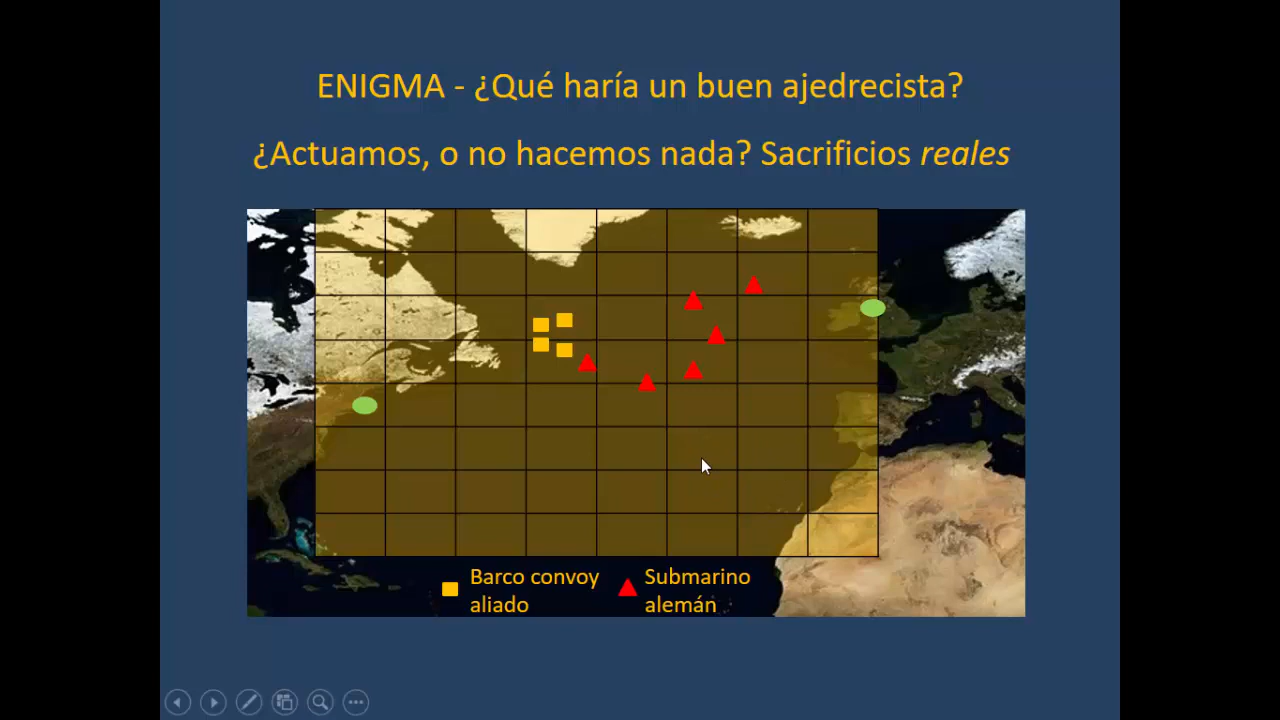 ENIGMA - ¿Qué haría un buen ajedrecista?
¿Actuamos, o no hacemos nada? Sacrificios reales
Barco convoy
aliado
Submarino
alemán